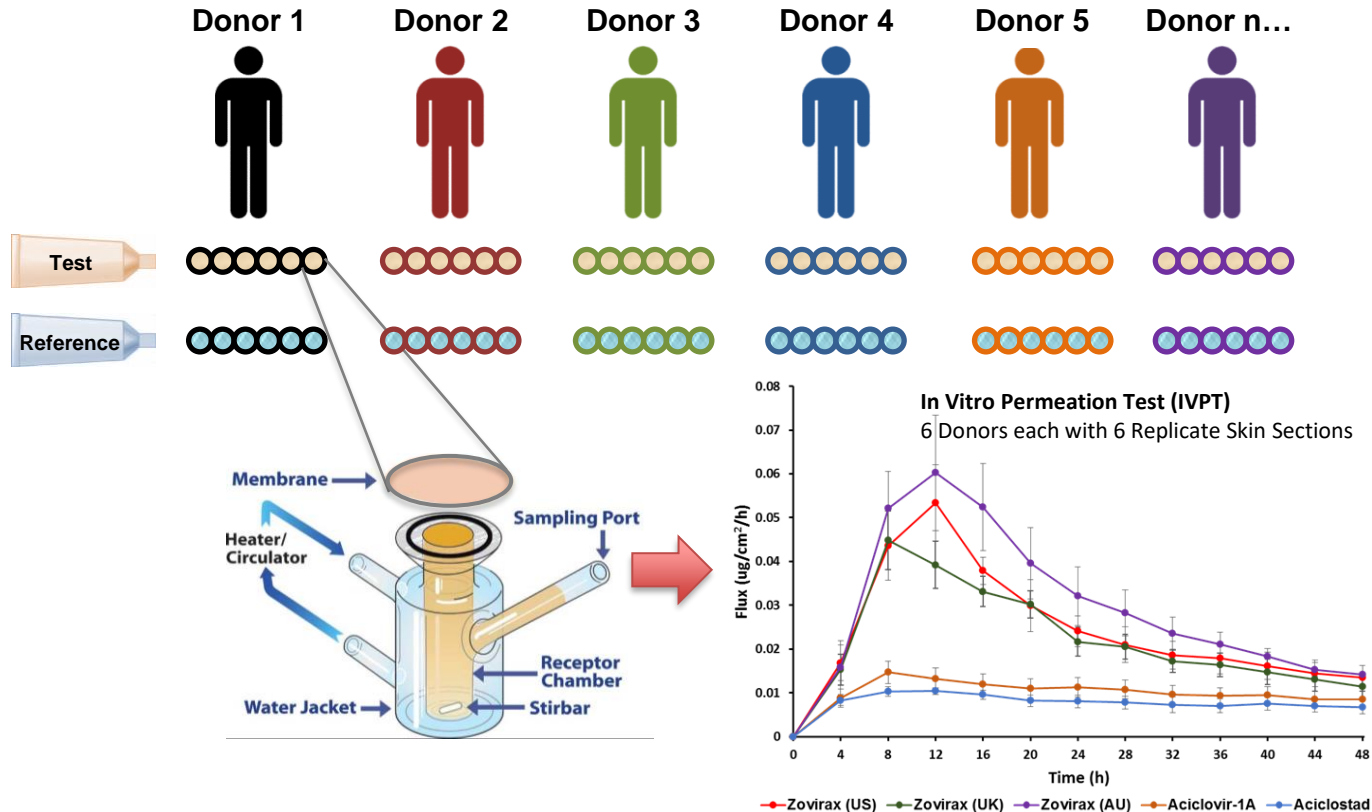 Donor 1 Donor 2 Donor 3 Donor 4 Donor 5 Donor n…
Test
Reference
Membrane
Heater/
Circulator
Sampling Port
Receptor
Chamber
Water Jacket
Stirbar
In Vitro Permeation Test (IVPT)
6 Donors each with 6 Replicate Skin Sections
Flux (ug/cm²/h)
0.08
0.07
0.06
0.05
0.04
0.03
0.02
0.01
0
0 4 8 12 16 20 24 28 32 36 40 44 48
Time (h)
Zovirax (US) Zovirax (UK) Zovirax (AU) Aciclovir-1A Aciclostad